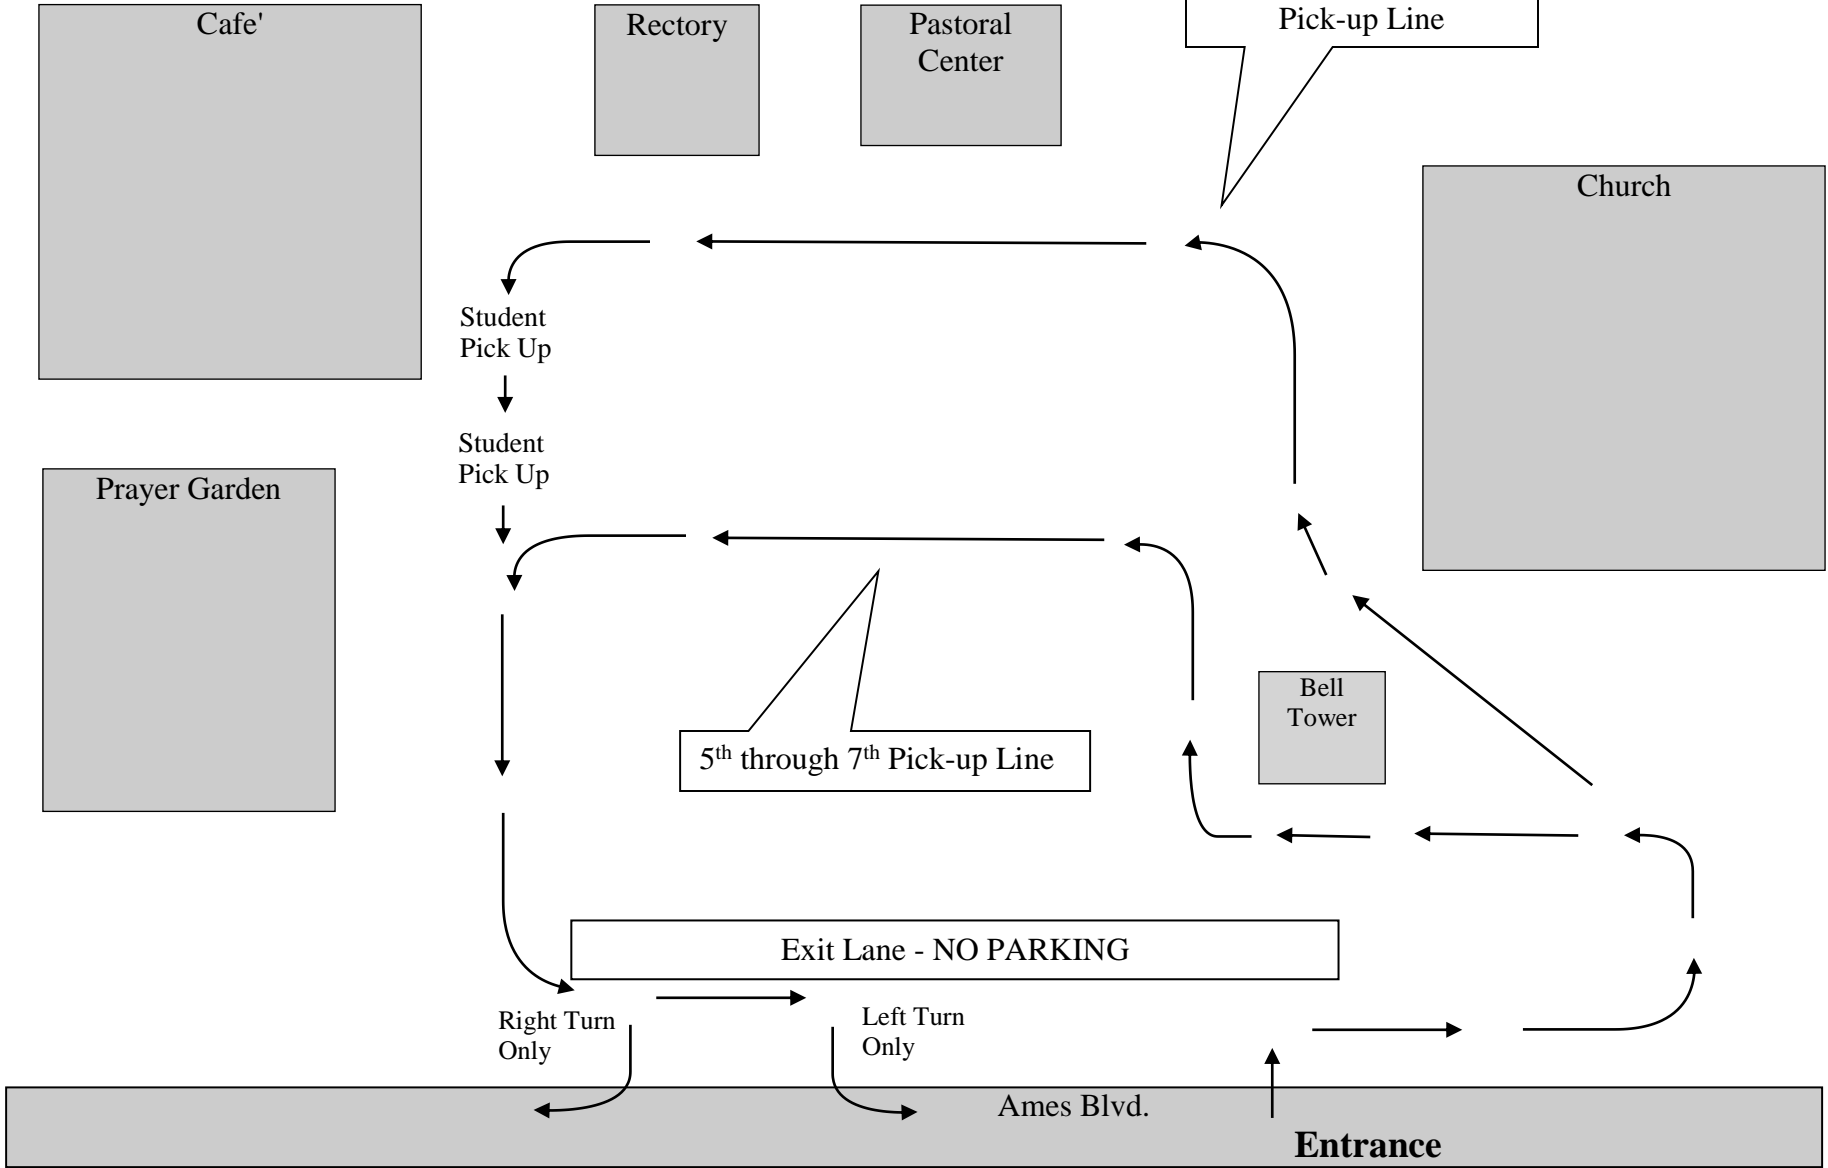 Cafe'
Rectory
Pastoral
Center
Pick-up Line
Church
Student
Pick Up
Student
Pick Up
Prayer Garden
Bell
Tower
5th through 7th Pick-up Line
Exit Lane - NO PARKING
Right Turn
Only
Left Turn
Only
Ames Blvd.
Entrance